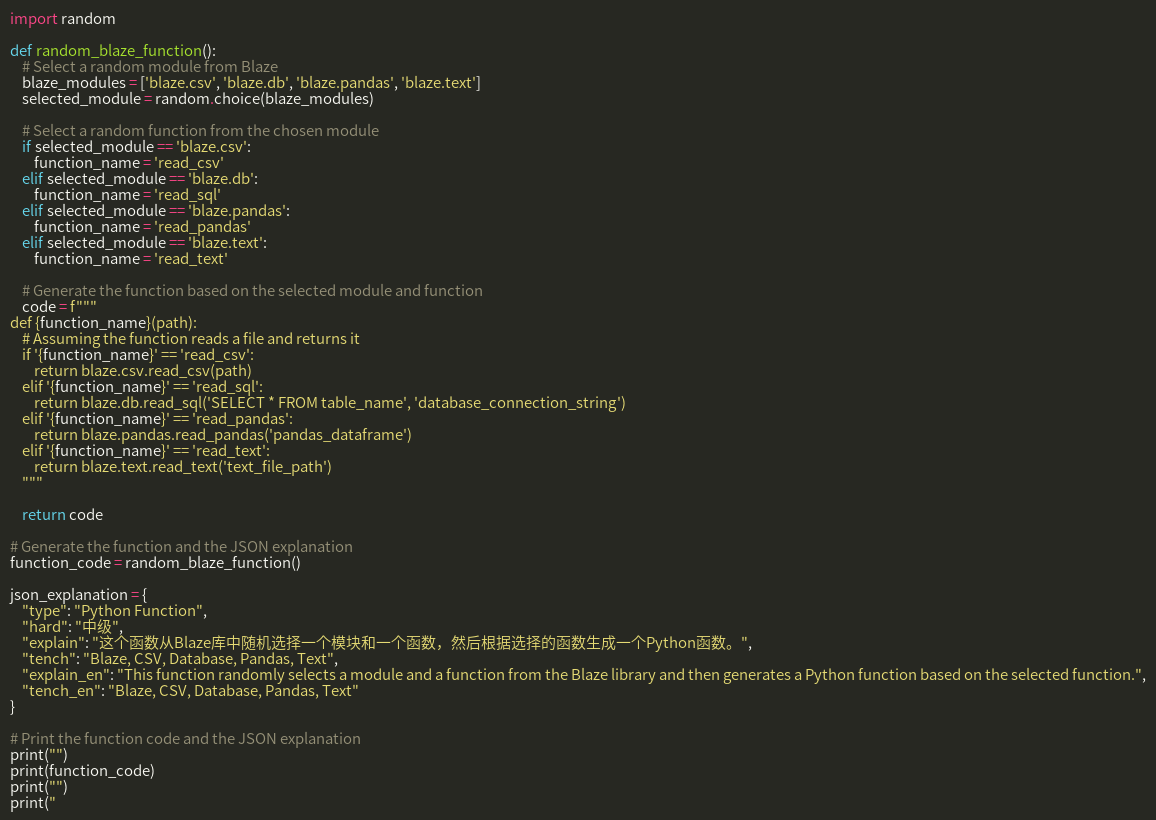 import random

def random_blaze_function():
    # Select a random module from Blaze
    blaze_modules = ['blaze.csv', 'blaze.db', 'blaze.pandas', 'blaze.text']
    selected_module = random.choice(blaze_modules)

    # Select a random function from the chosen module
    if selected_module == 'blaze.csv':
        function_name = 'read_csv'
    elif selected_module == 'blaze.db':
        function_name = 'read_sql'
    elif selected_module == 'blaze.pandas':
        function_name = 'read_pandas'
    elif selected_module == 'blaze.text':
        function_name = 'read_text'

    # Generate the function based on the selected module and function
    code = f"""
def {function_name}(path):
    # Assuming the function reads a file and returns it
    if '{function_name}' == 'read_csv':
        return blaze.csv.read_csv(path)
    elif '{function_name}' == 'read_sql':
        return blaze.db.read_sql('SELECT * FROM table_name', 'database_connection_string')
    elif '{function_name}' == 'read_pandas':
        return blaze.pandas.read_pandas('pandas_dataframe')
    elif '{function_name}' == 'read_text':
        return blaze.text.read_text('text_file_path')
    """

    return code

# Generate the function and the JSON explanation
function_code = random_blaze_function()

json_explanation = {
    "type": "Python Function",
    "hard": "中级",
    "explain": "这个函数从Blaze库中随机选择一个模块和一个函数，然后根据选择的函数生成一个Python函数。",
    "tench": "Blaze, CSV, Database, Pandas, Text",
    "explain_en": "This function randomly selects a module and a function from the Blaze library and then generates a Python function based on the selected function.",
    "tench_en": "Blaze, CSV, Database, Pandas, Text"
}

# Print the function code and the JSON explanation
print("")
print(function_code)
print("")
print("